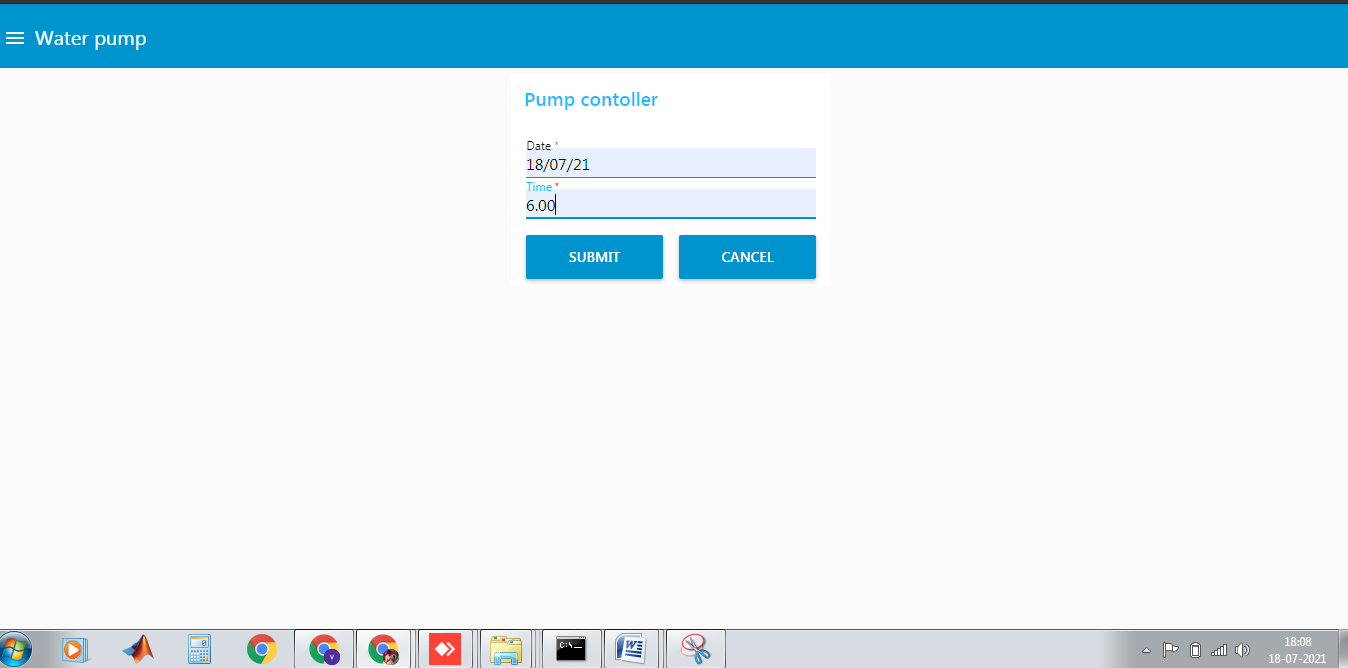 Water pump
Pump contoller
Date *
18/07/21
Time *
6.00
SUBMIT
CANCEL
18:08
18-07-2021